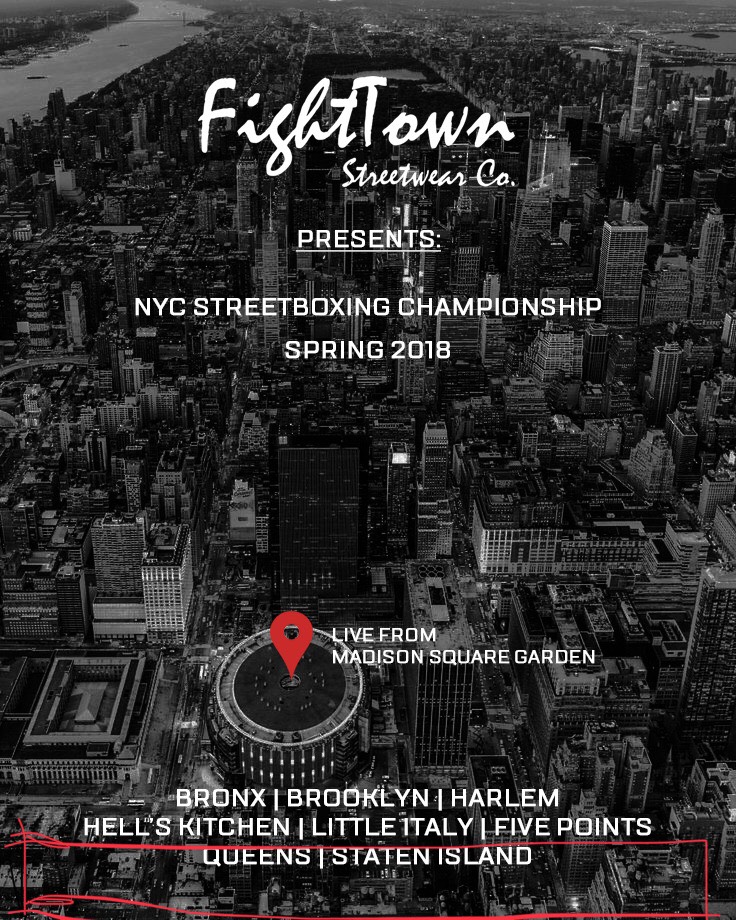 FightTown
Streetwear Co.
PRESENTS:
NYC STREETBOXING CHAMPIONSHIP
SPRING 2018
LIVE FROM
MADISON SQUARE GARDEN
BRONX | BROOKLYN | HARLEM
HELL'S KITCHEN | LITTLE ITALY | FIVE POINTS
QUEENS | STATEN ISLAND